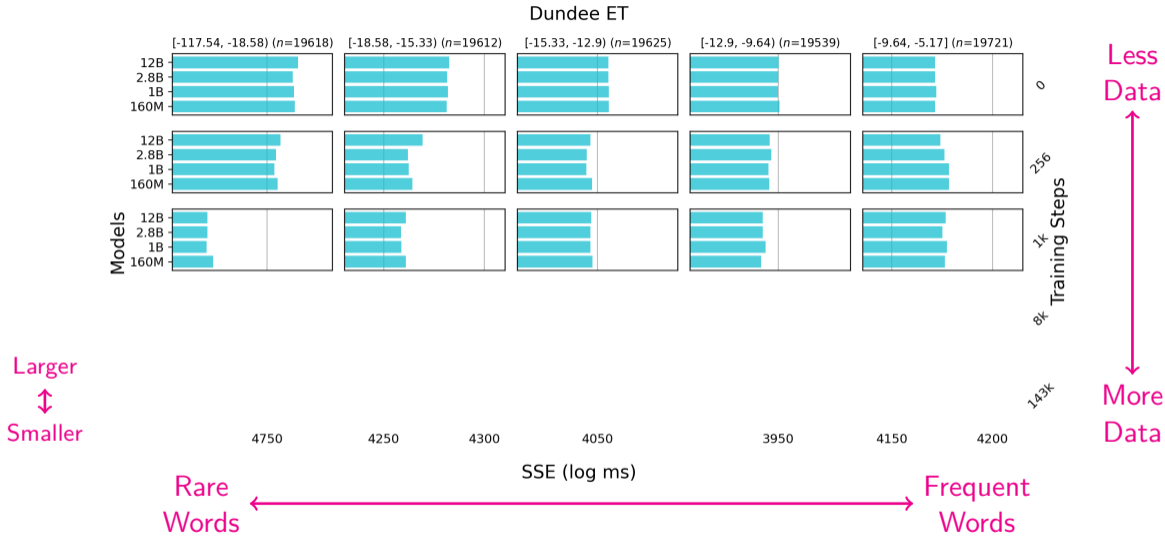 Dundee ET
[-117.54, -18.58) (n=19618)
[-18.58, -15.33) (n=19612)
[-15.33, -12.9) (n=19625)
[-12.9, -9.64) (n=19539)
[-9.64, -5.17] (n=19721)
12B
2.8B
1B
160M
0
12B
2.8B
1B
160M
256
12B
2.8B
1B
160M
1k
8k
143k
Models
Training Steps
Less
Data
More
Data
Larger
Smaller
4750
4250
4300
4050
3950
4150
4200
SSE (log ms)
Rare
Words
Frequent
Words